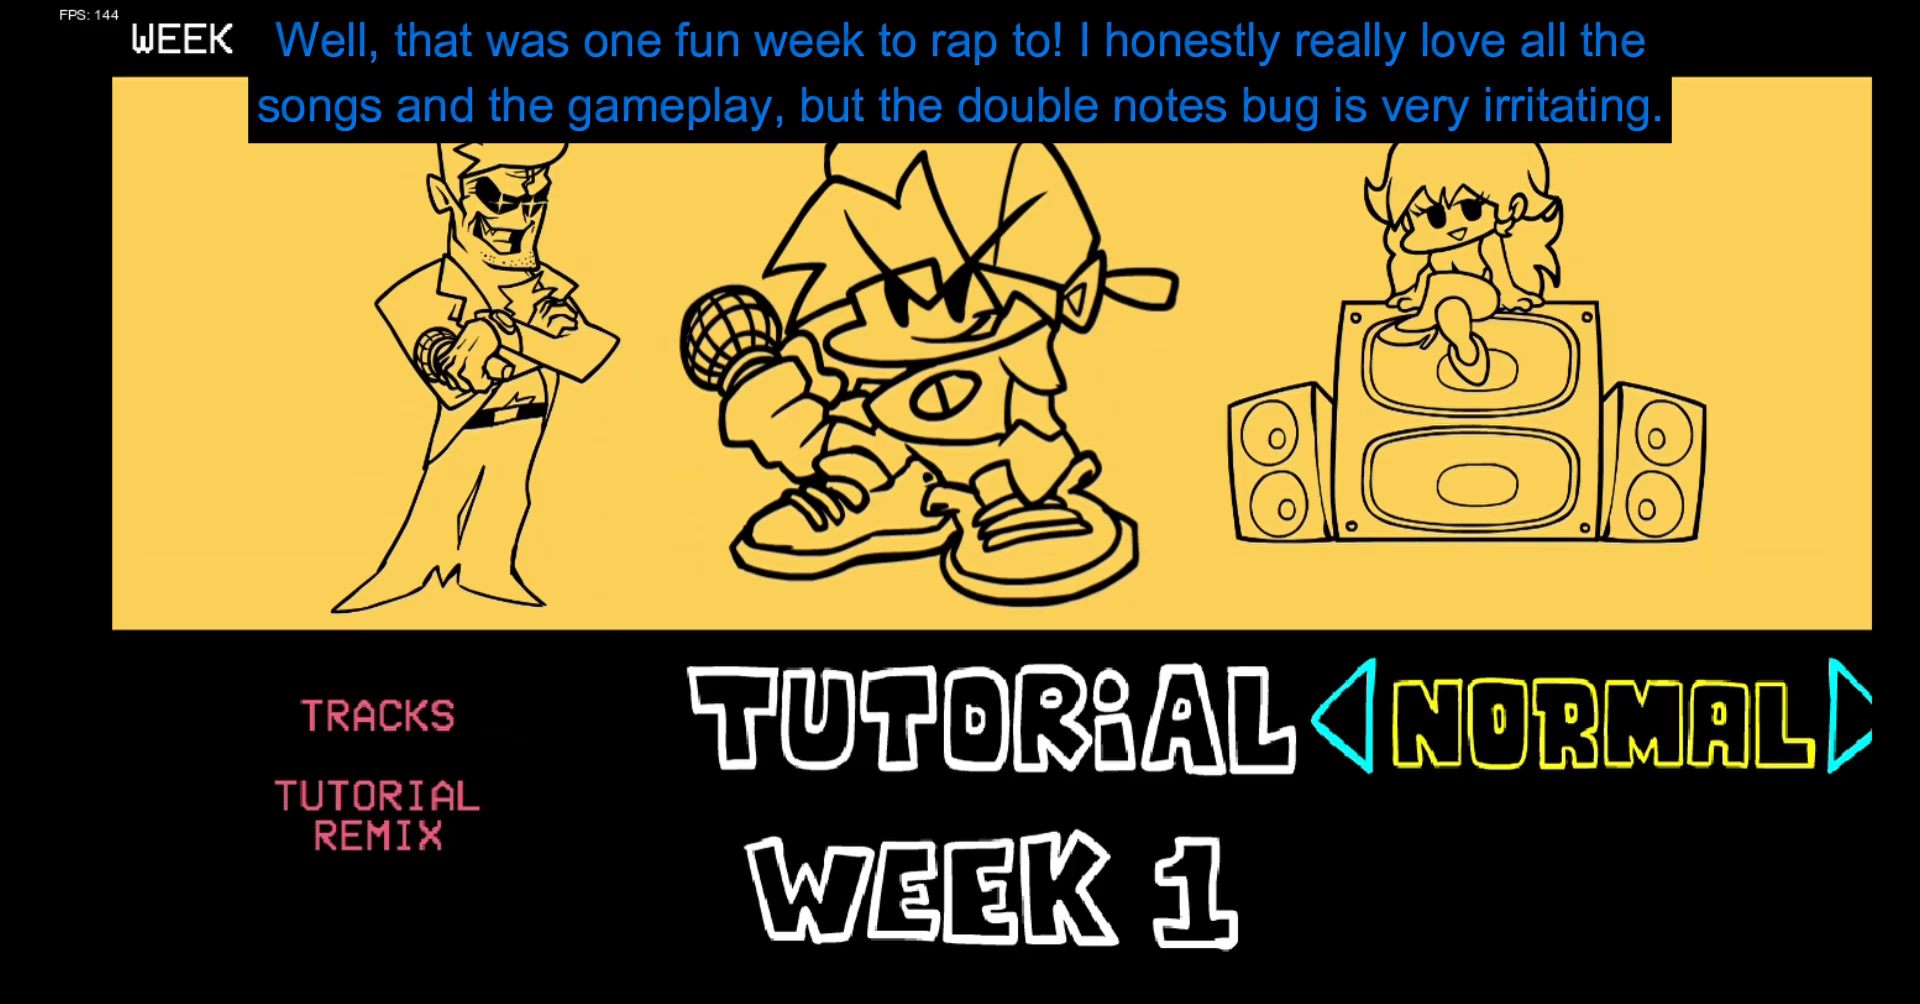 FPS: 144
WEEK
Well, that was one fun week to rap to! I honestly really love all the
songs and the gameplay, but the double notes bug is very irritating.
TRACKS
TUTORIAL
REMIX
TUTORiAL
NORMAL
WEEK 1